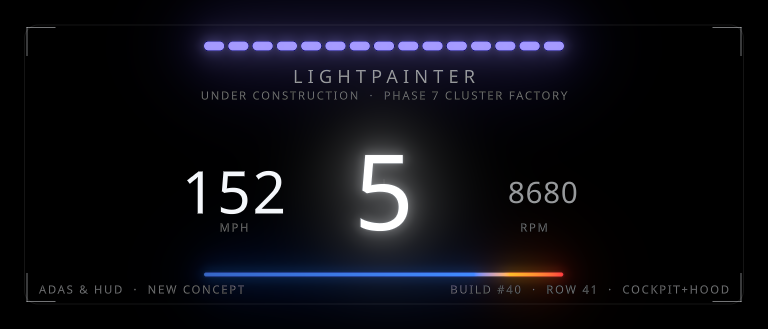 LIGHTPAINTER
UNDER CONSTRUCTION · PHASE 7 CLUSTER FACTORY
152
MPH
5
8680
RPM
ADAS & HUD · NEW CONCEPT
BUILD #40 · ROW 41 · COCKPIT+HOOD